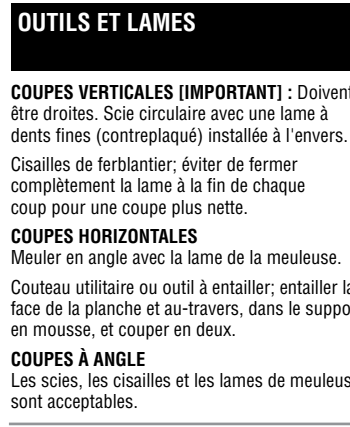 OUTILS ET LAMES
COUPES VERTICALES [IMPORTANT] : Doivent
être droites. Scie circulaire avec une lame à
dents fines (contreplaqué) installée à l'envers.
Cisailles de ferblantier; éviter de fermer
complètement la lame à la fin de chaque
coup pour une coupe plus nette.
COUPES HORIZONTALES
Meuler en angle avec la lame de la meuleuse.
Couteau utilitaire ou outil à entailler; entailler la
face de la planche et au-travers, dans le suppo
en mousse, et couper en deux.
COUPES À ANGLE
Les scies, les cisailles et les lames de meuleus
sont acceptables.